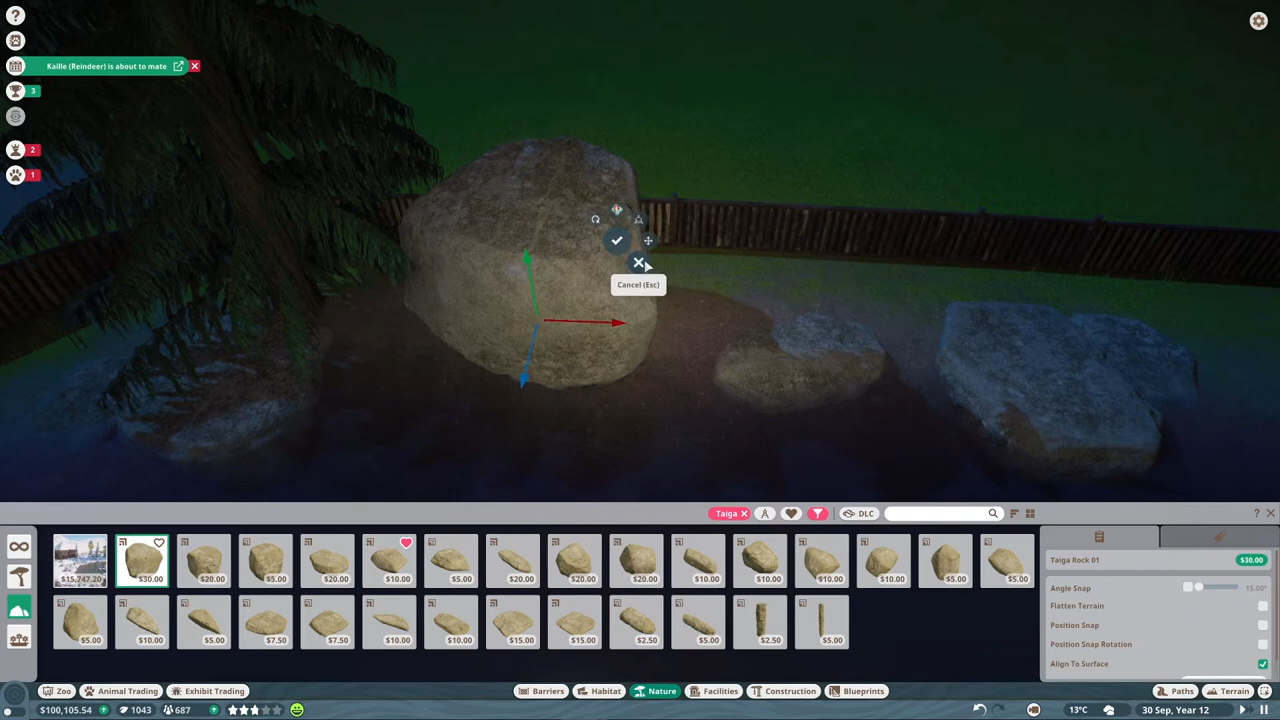 ?
Kaille (Reindeer) is about to mate
3
2
1
Cancel (Esc)
Taiga
DLC
?
$15,747.20
$30.00
$20.00
$5.00
$20.00
$10.00
$5.00
$20.00
$20.00
$20.00
$10.00
$10.00
$10.00
$10.00
$5.00
$5.00
$5.00
$10.00
$5.00
$7.50
$7.50
$10.00
$10.00
$15.00
$15.00
$2.50
$5.00
$2.50
$5.00
Taiga Rock 01
$30.00
Angle Snap
15.00°
Flatten Terrain
Position Snap
Position Snap Rotation
Align To Surface
Zoo
Animal Trading
Exhibit Trading
Barriers
Habitat
Nature
Facilities
Construction
Blueprints
Paths
Terrain
$100,105.54
1043
687
13°C
30 Sep, Year 12